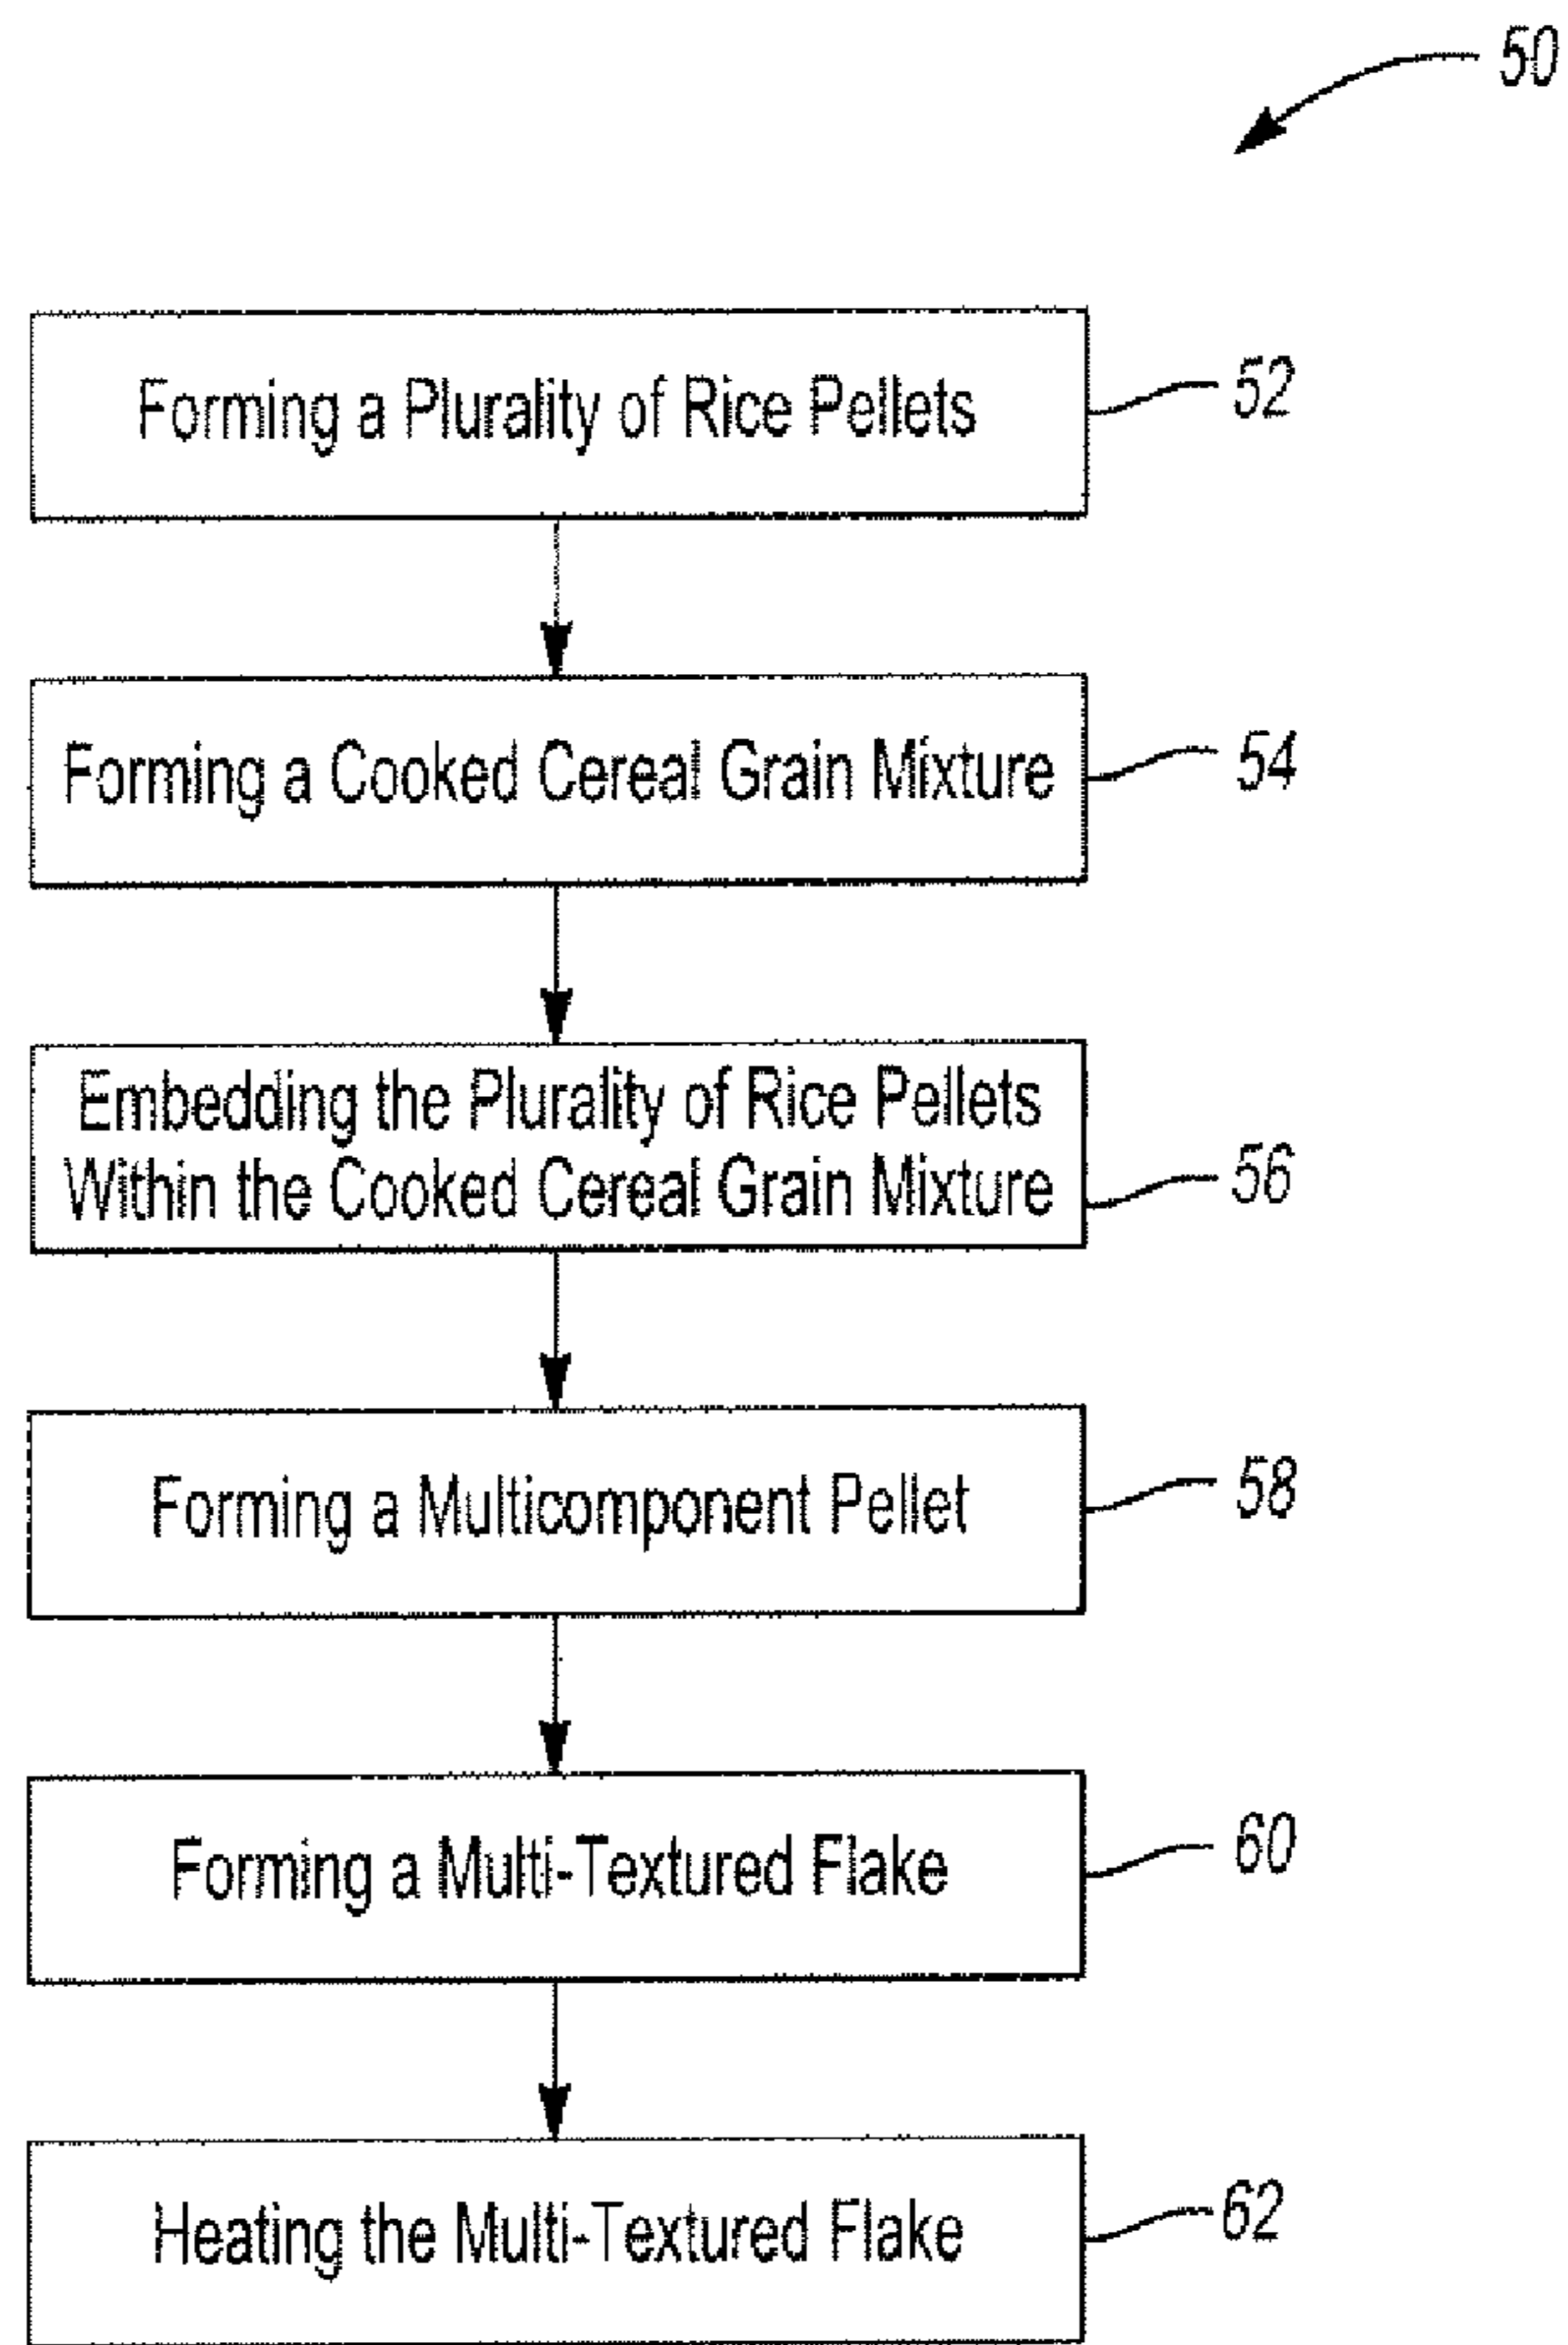 50
Forming a Plurality of Rice Pellets
52
Forming a Cooked Cereal Grain Mixture
54
Embedding the Plurality of Rice Pellets
Within the Cooked Cereal Grain Mixture
56
Forming a Multicomponent Pellet
58
Forming a Multi-Textured Flake
60
Heating the Multi-Textured Flake
62